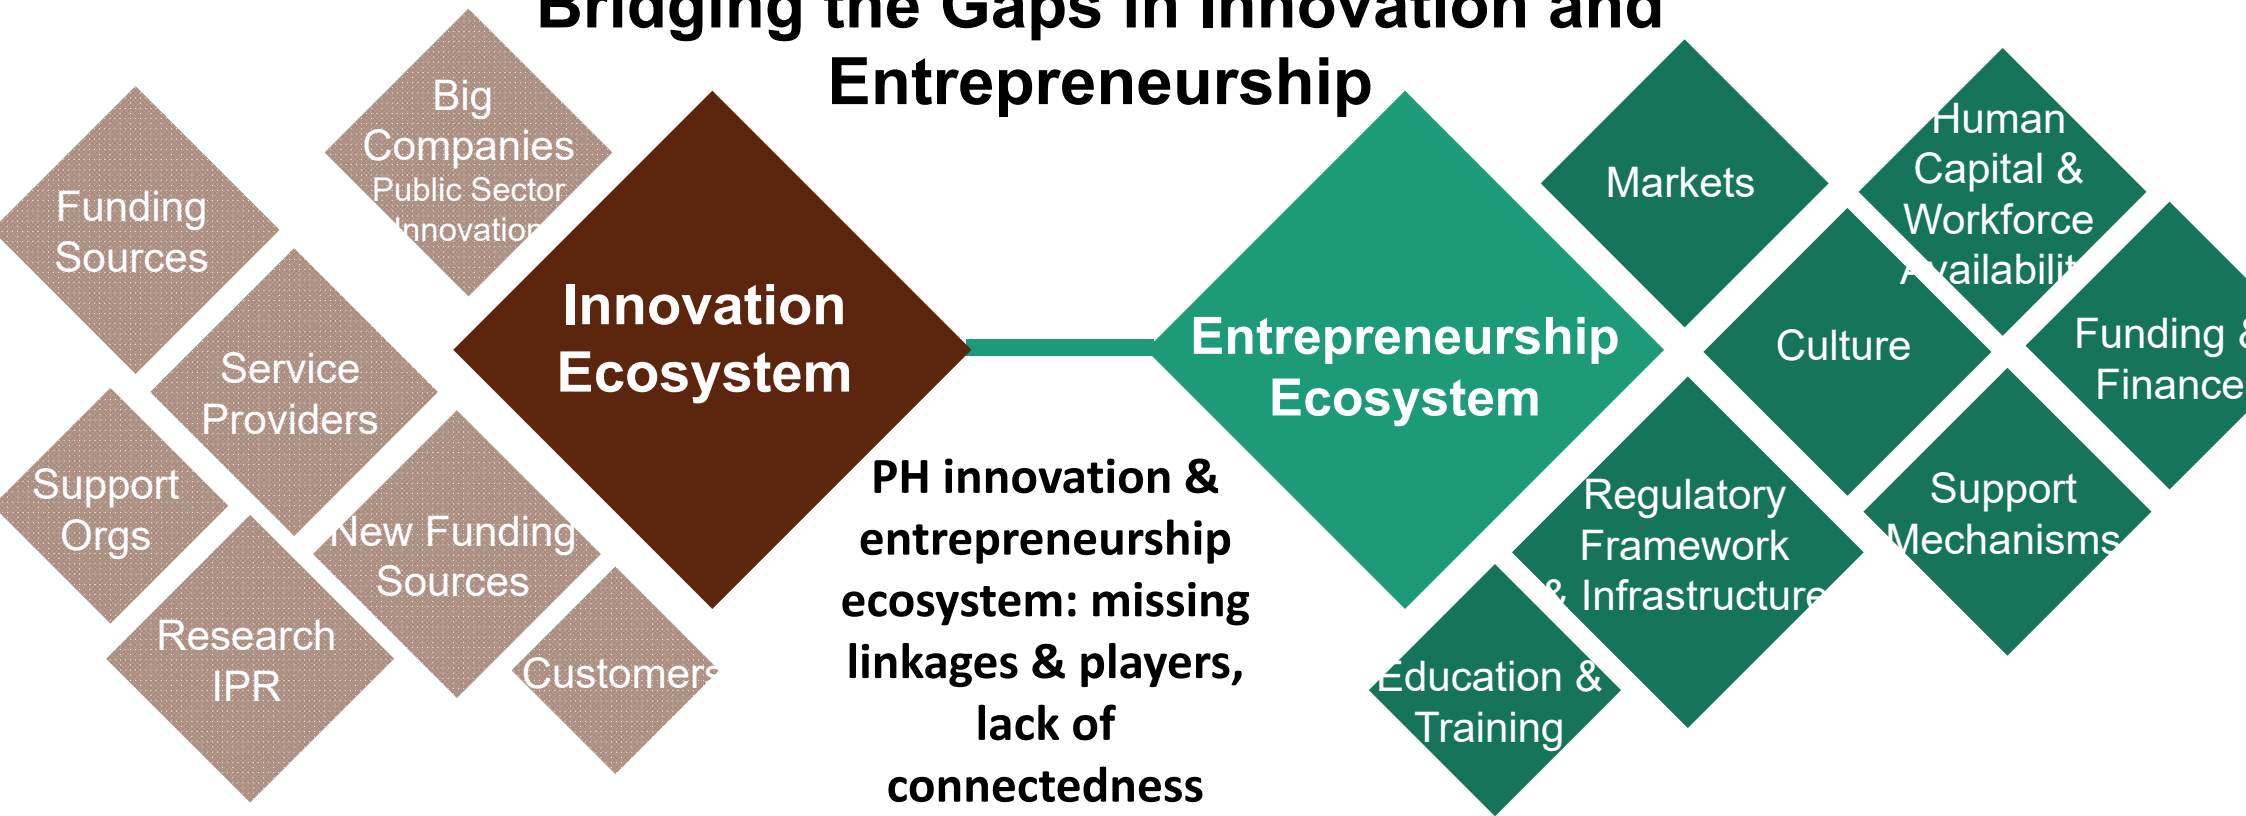 Bridging the Gaps in Innovation and
Entrepreneurship
Big
Companies
Public Sector
Innovation
Funding
Sources
Service
Providers
Support
Orgs
New Funding
Sources
Research
IPR
Customers
Innovation
Ecosystem
PH innovation &
entrepreneurship
ecosystem: missing
linkages & players,
lack of
connectedness
Entrepreneurship
Ecosystem
Markets
Human
Capital &
Workforce
Availability
Culture
Funding &
Finance
Regulatory
Framework
& Infrastructure
Support
Mechanisms
Education &
Training